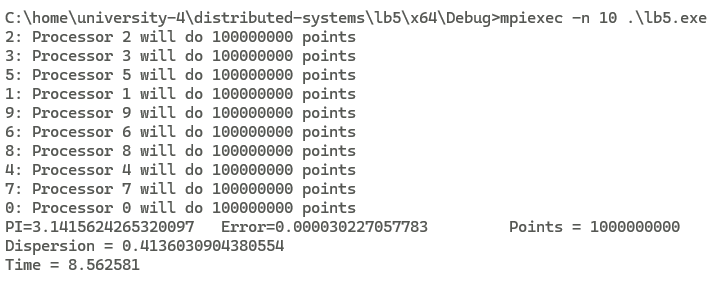 C:\home\university-4\distributed-systems\lb5\x64\Debug>mpiexec -n 10 .\lb5.exe
2: Processor 2 will do 100000000 points
3: Processor 3 will do 100000000 points
5: Processor 5 will do 100000000 points
1: Processor 1 will do 100000000 points
9: Processor 9 will do 100000000 points
6: Processor 6 will do 100000000 points
8: Processor 8 will do 100000000 points
4: Processor 4 will do 100000000 points
7: Processor 7 will do 100000000 points
0: Processor 0 will do 100000000 points
PI=3.1415624265320097   Error=0.000030227057783         Points = 1000000000
Dispersion = 0.4136030904380554
Time = 8.562581